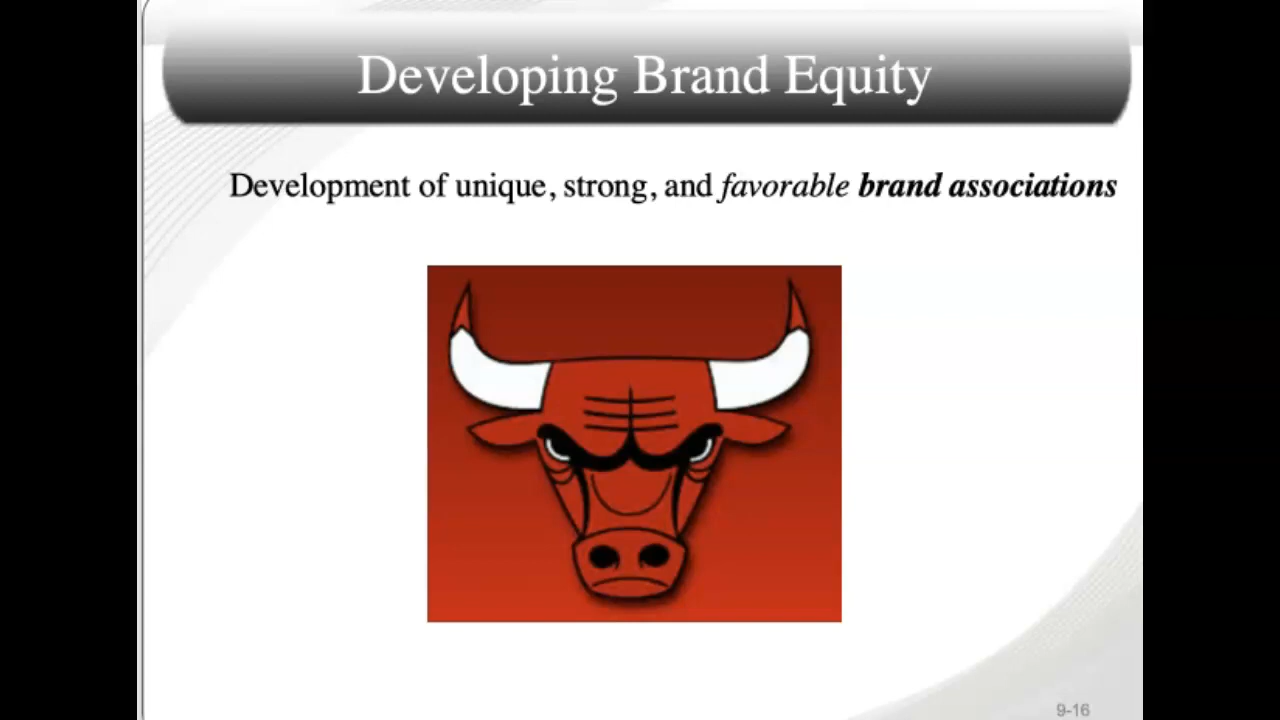 Developing Brand Equity
Development of unique, strong, and favorable brand associations
9-16